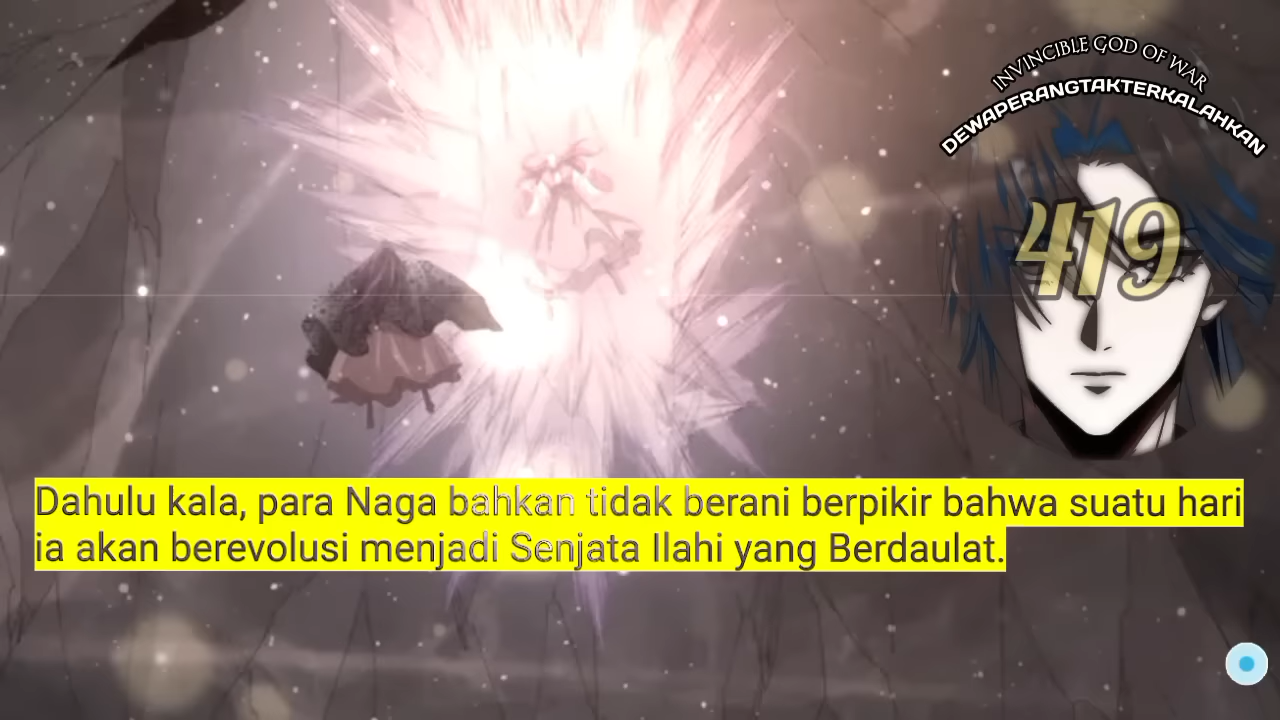 INVINCIBLE GOD OF WAR
DEWAPERANGTAKTERKALAHKAN
419
Dahulu kala, para Naga bahkan tidak berani berpikir bahwa suatu hari
ia akan berevolusi menjadi Senjata Ilahi yang Berdaulat.